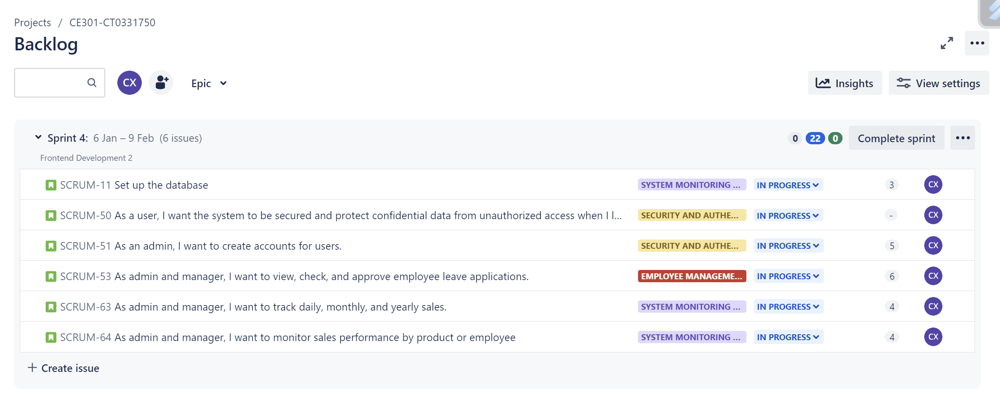 Projects / CE301-CT0331750
Backlog
CX Epic Insights View settings
Sprint 4: 6 Jan – 9 Feb (6 issues) 0 22 0 Complete sprint
Frontend Development 2
SCRUM-11 Set up the database SYSTEM MONITORING ... IN PROGRESS 3 CX
SCRUM-50 As a user, I want the system to be secured and protect confidential data from unauthorized access when I l... SECURITY AND AUTHE... IN PROGRESS - CX
SCRUM-51 As an admin, I want to create accounts for users. SECURITY AND AUTHE... IN PROGRESS 5 CX
SCRUM-53 As admin and manager, I want to view, check, and approve employee leave applications. EMPLOYEE MANAGEME... IN PROGRESS 6 CX
SCRUM-63 As admin and manager, I want to track daily, monthly, and yearly sales. SYSTEM MONITORING ... IN PROGRESS 4 CX
SCRUM-64 As admin and manager, I want to monitor sales performance by product or employee SYSTEM MONITORING ... IN PROGRESS 4 CX
+ Create issue